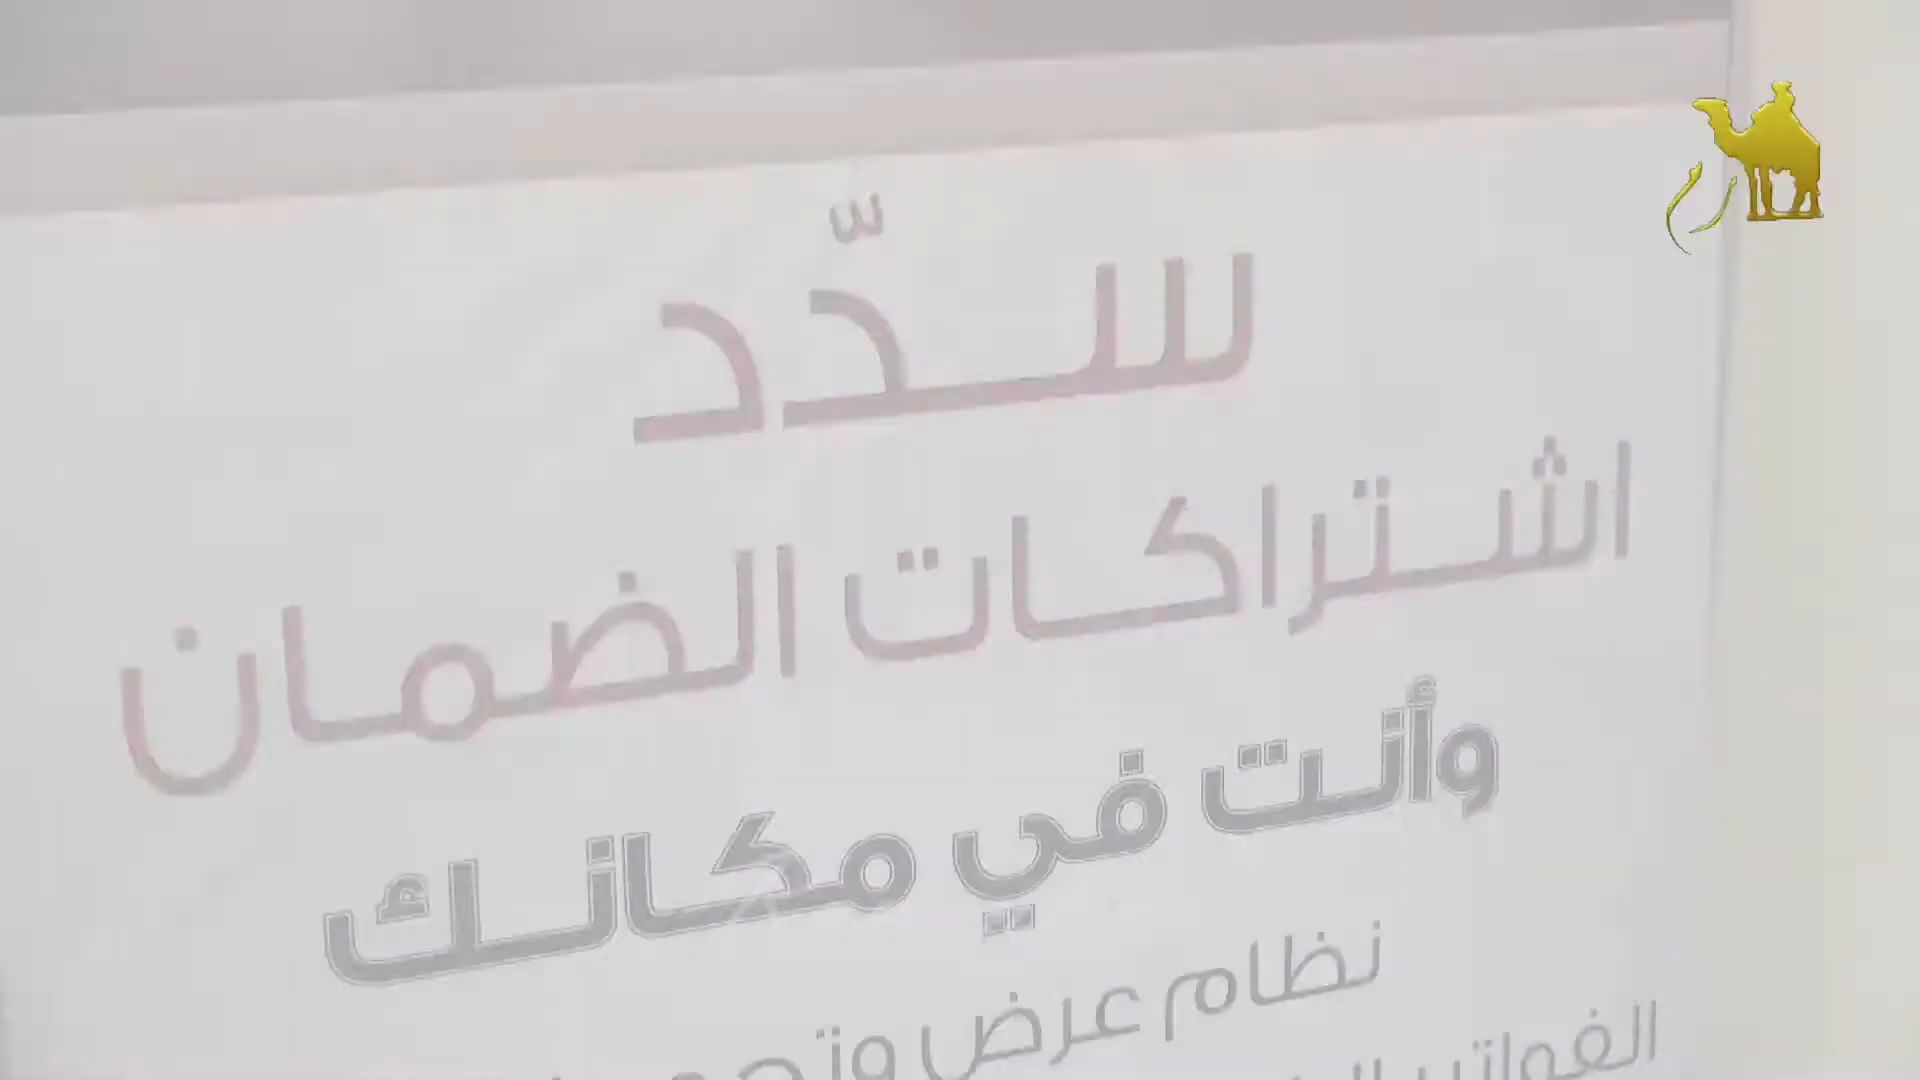 سدّد
اشتراكات الضمان
وأنت في مكانك
نظام عرض